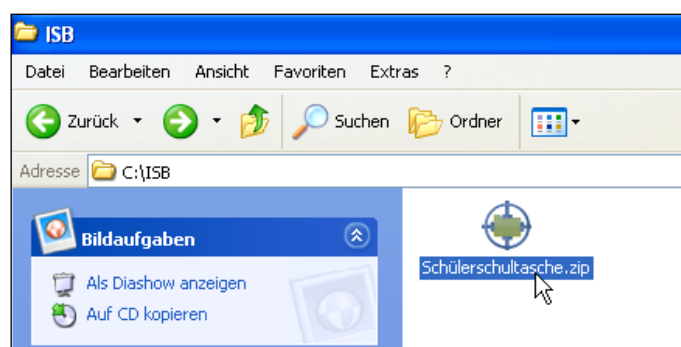 ISB
Datei Bearbeiten Ansicht Favoriten Extras ?
Zurück Suchen Ordner
Adresse C:\ISB
Bildaufgaben
Als Diashow anzeigen
Auf CD kopieren
Schülerschultasche.zip